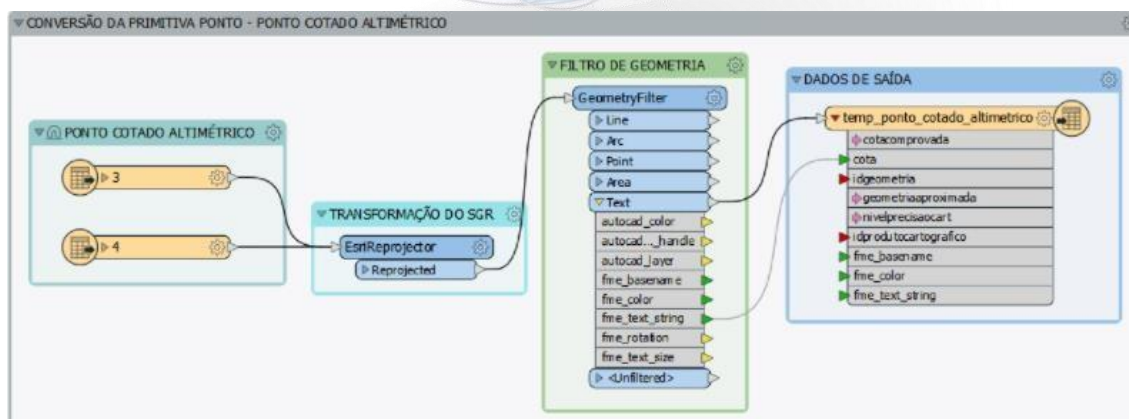 CONVERSÃO DA PRIMITIVA PONTO - PONTO COTADO ALTIMÉTRICO
PONTO COTADO ALTIMÉTRICO
3
4
TRANSFORMAÇÃO DO SGR
EsriReprojector
Reprojected
FILTRO DE GEOMETRIA
GeometryFilter
Line
Arc
Point
Area
Text
autocad_color
autocad..._handle
autocad_layer
fme_basename
fme_color
fme_text_string
fme_rotation
fme_text_size
<Unfiltered>
DADOS DE SAÍDA
temp_ponto_cotado_altimetrico
cotacomprovada
cota
idgeometria
geometriaaproximada
nivelprecisaocart
idprodutocartografico
fme_basename
fme_color
fme_text_string